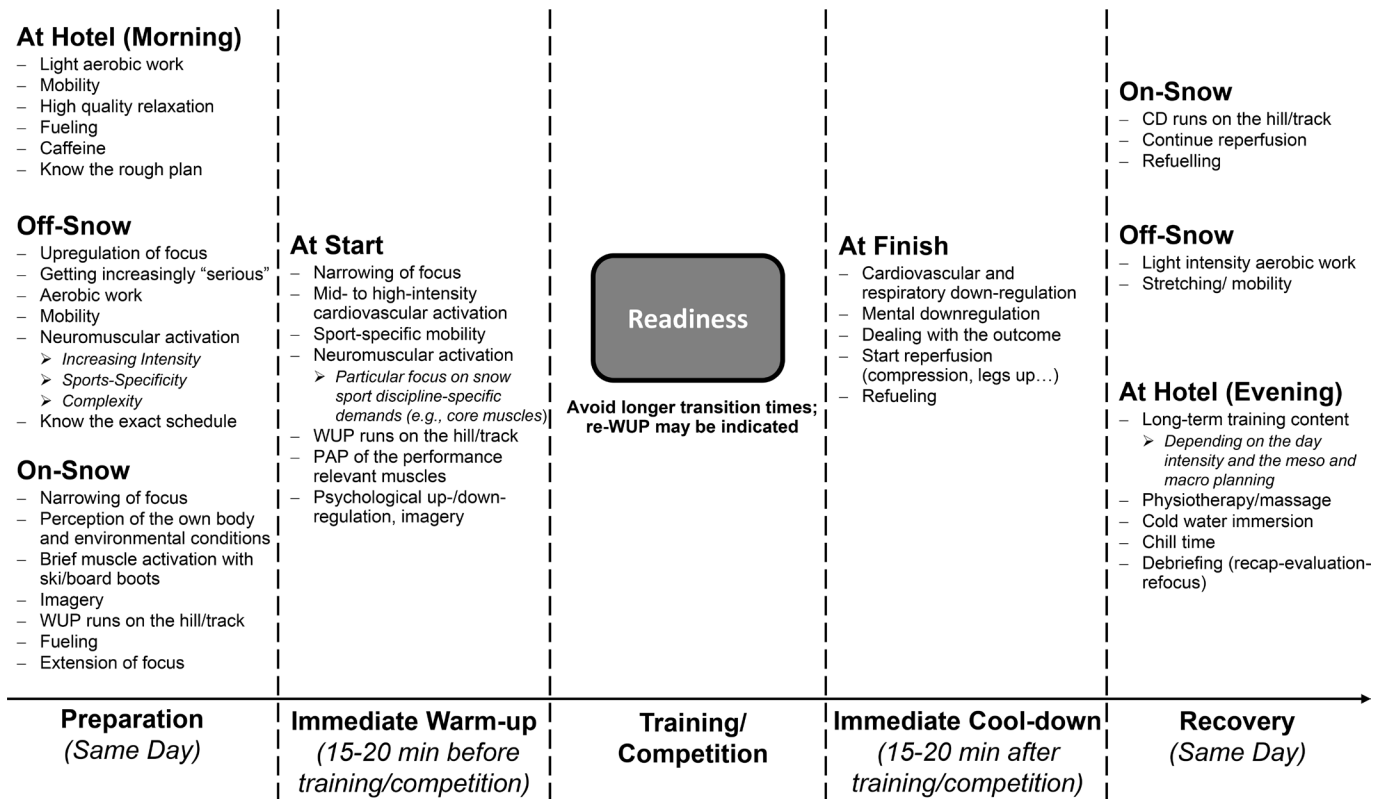 At Hotel (Morning)
– Light aerobic work
– Mobility
– High quality relaxation
– Fueling
– Caffeine
– Know the rough plan
Off-Snow
– Upregulation of focus
– Getting increasingly “serious”
– Aerobic work
– Mobility
– Neuromuscular activation
➢ Increasing Intensity
➢ Sports-Specificity
➢ Complexity
– Know the exact schedule
On-Snow
– Narrowing of focus
– Perception of the own body
and environmental conditions
– Brief muscle activation with
ski/board boots
– Imagery
– WUP runs on the hill/track
– Fueling
– Extension of focus
At Start
– Narrowing of focus
– Mid- to high-intensity
cardiovascular activation
– Sport-specific mobility
– Neuromuscular activation
➢ Particular focus on snow
sport discipline-specific
demands (e.g., core muscles)
– WUP runs on the hill/track
– PAP of the performance
relevant muscles
– Psychological up-/down-
regulation, imagery
Readiness
Avoid longer transition times;
re-WUP may be indicated
At Finish
– Cardiovascular and
respiratory down-regulation
– Mental downregulation
– Dealing with the outcome
– Start reperfusion
(compression, legs up…)
– Refueling
On-Snow
– CD runs on the hill/track
– Continue reperfusion
– Refuelling
Off-Snow
– Light intensity aerobic work
– Stretching/ mobility
At Hotel (Evening)
– Long-term training content
➢ Depending on the day
intensity and the meso and
macro planning
– Physiotherapy/massage
– Cold water immersion
– Chill time
– Debriefing (recap-evaluation-
refocus)
Preparation
(Same Day)
Immediate Warm-up
(15-20 min before
training/competition)
Training/
Competition
Immediate Cool-down
(15-20 min after
training/competition)
Recovery
(Same Day)